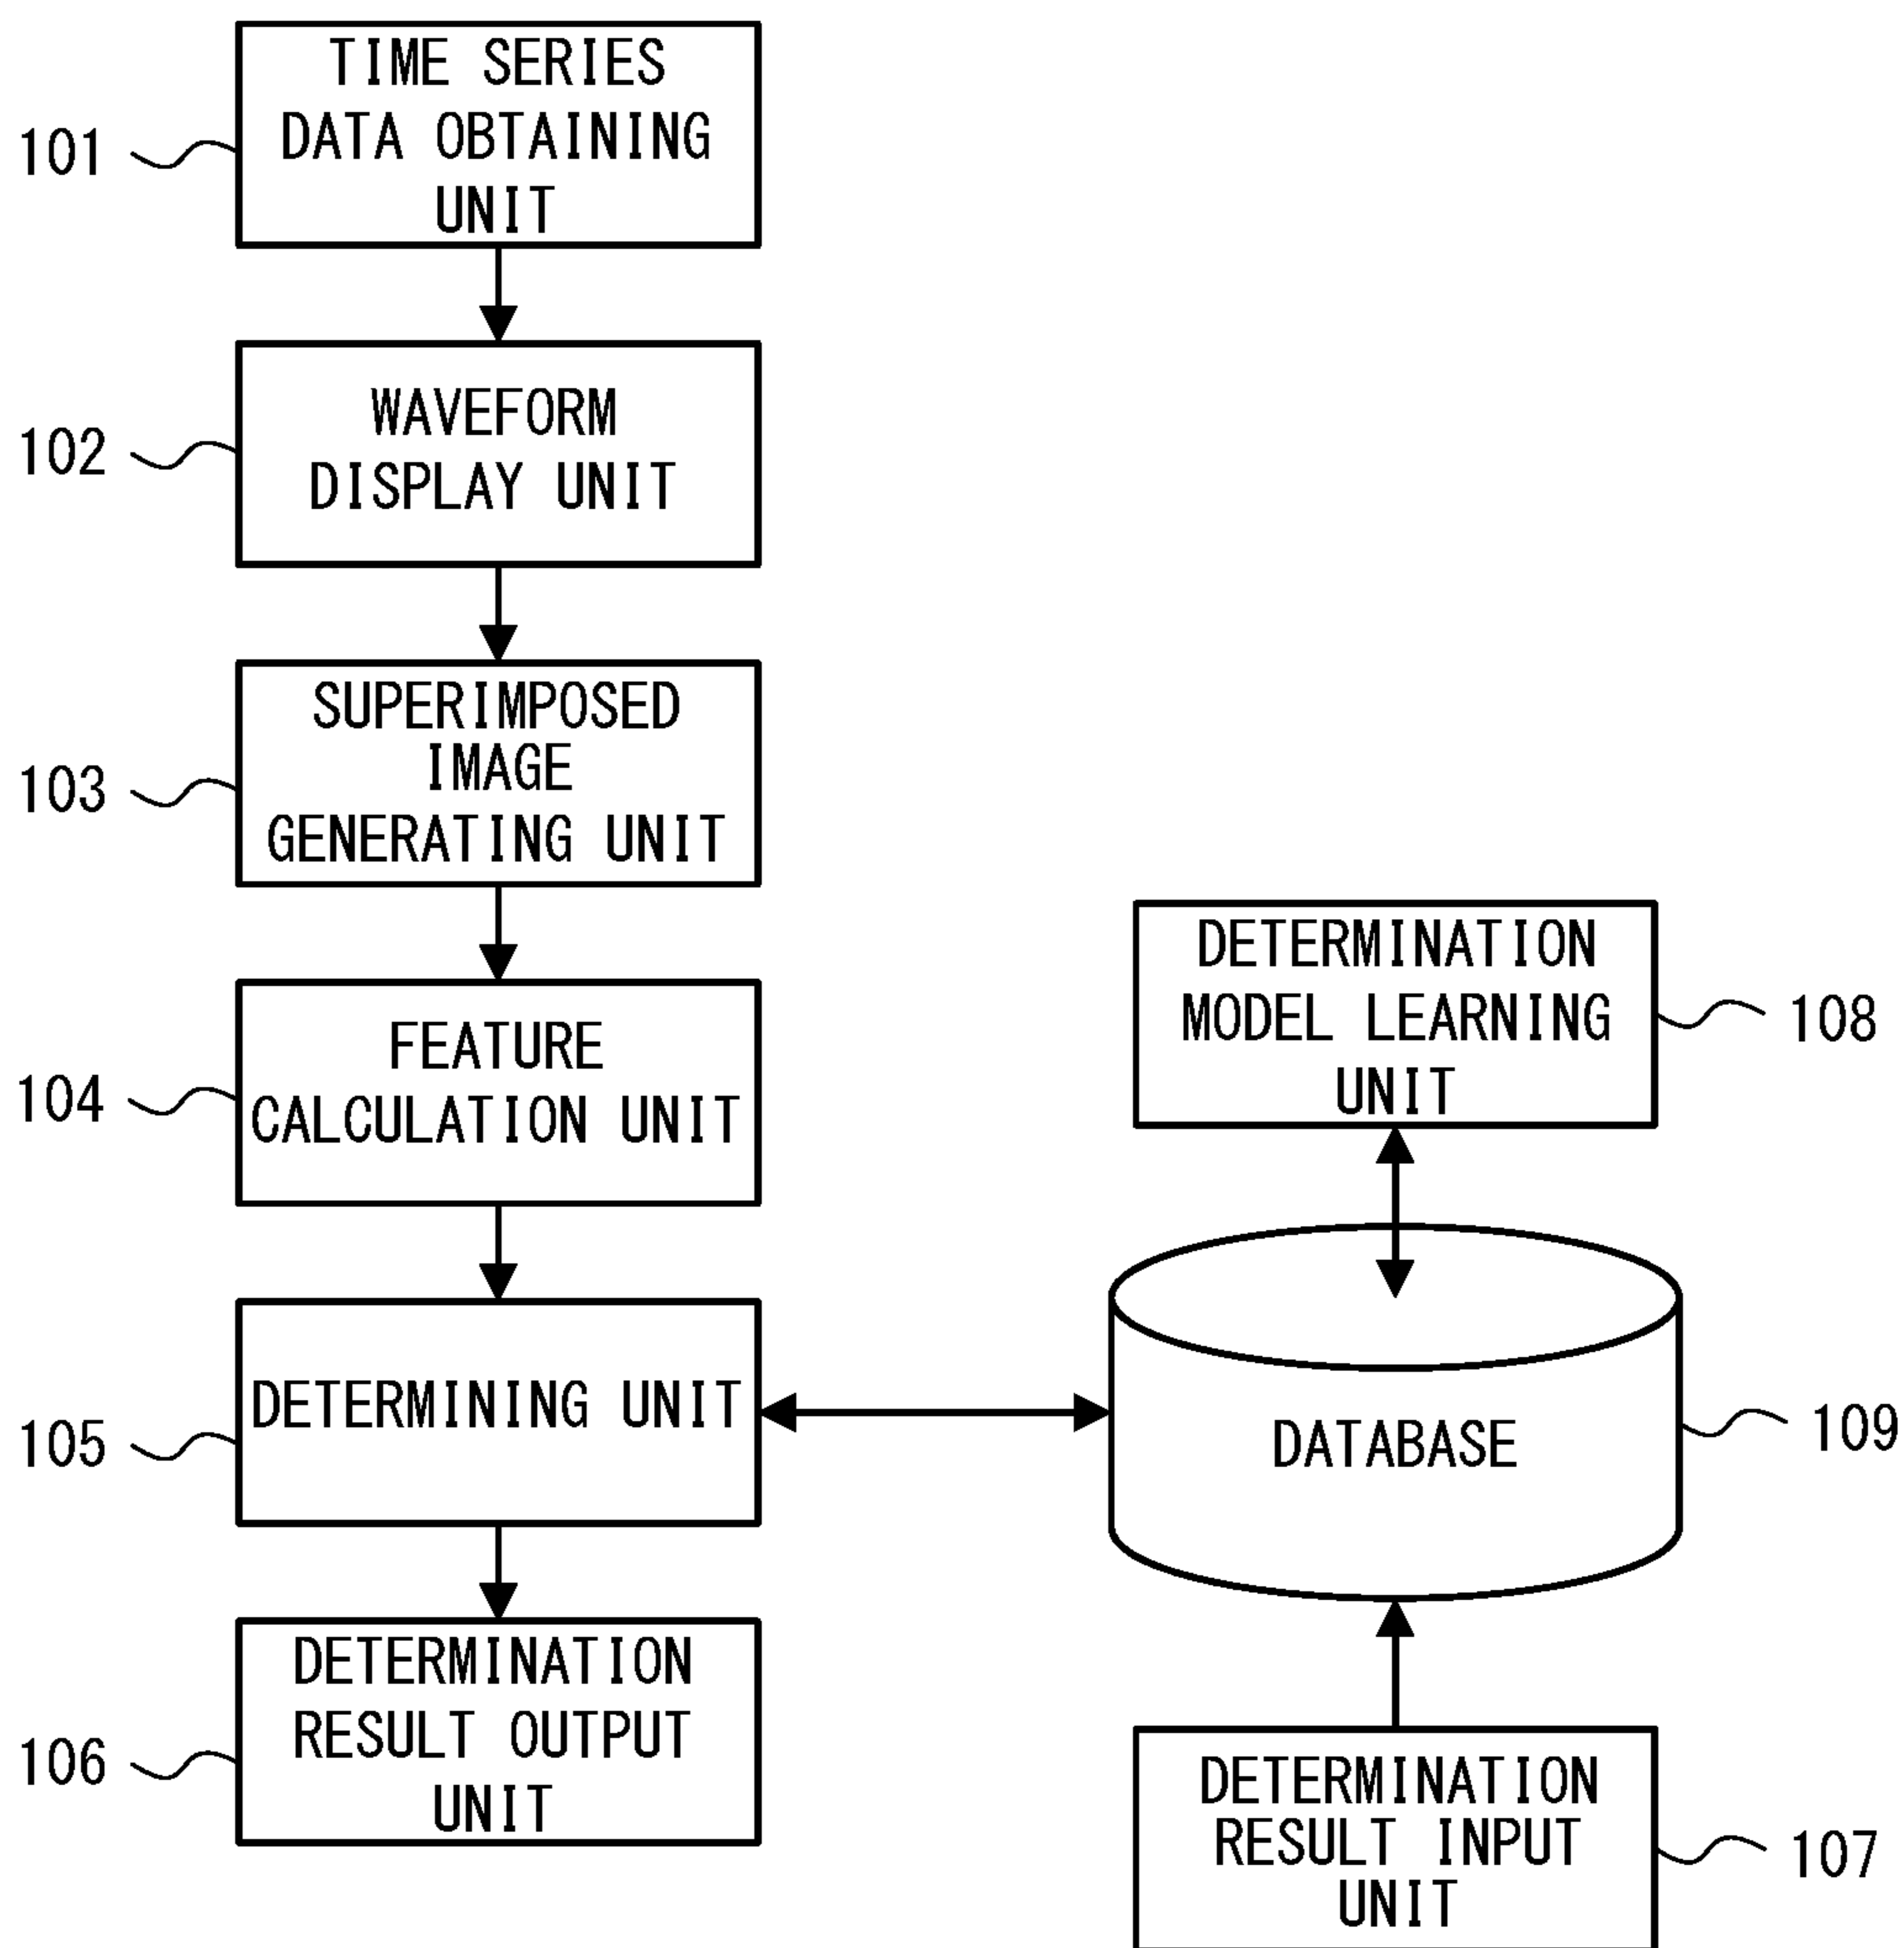 TIME SERIES
DATA OBTAINING
UNIT
101
WAVEFORM
DISPLAY UNIT
102
SUPERIMPOSED
IMAGE
GENERATING UNIT
103
FEATURE
CALCULATION UNIT
104
DETERMINING UNIT
105
DETERMINATION
RESULT OUTPUT
UNIT
106
DETERMINATION
MODEL LEARNING
UNIT
108
DATABASE
109
DETERMINATION
RESULT INPUT
UNIT
107